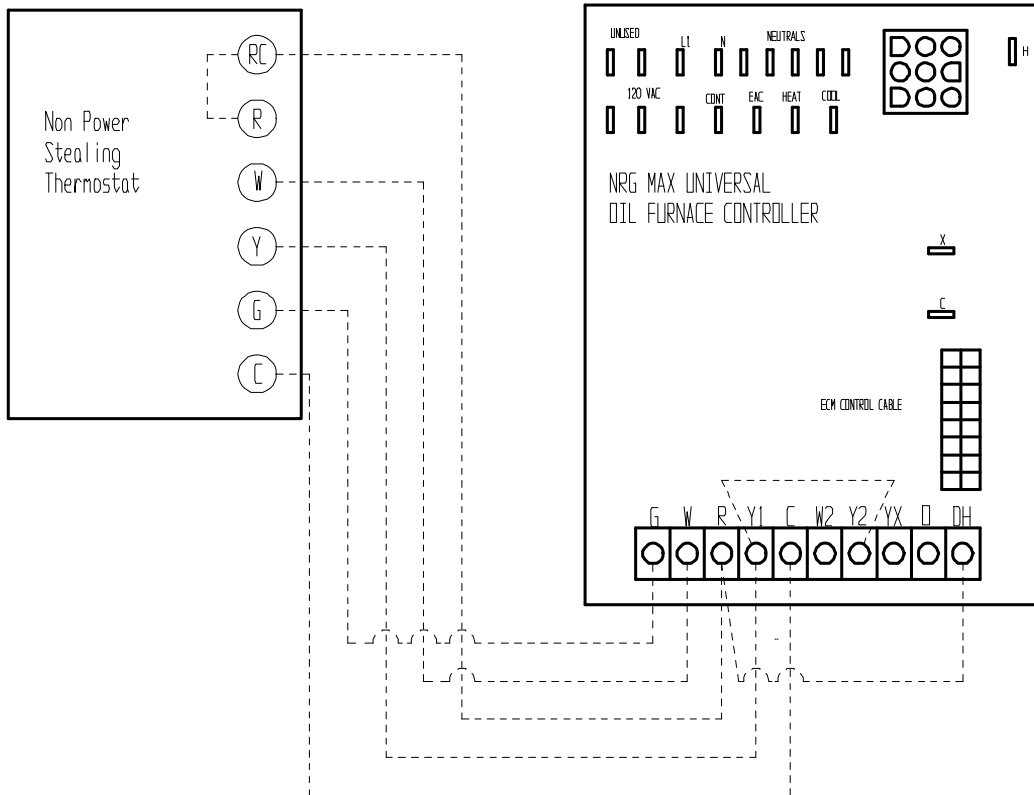 RC
R
Non Power
Stealing
Thermostat
W
Y
G
C
UNUSED
L1
N
NEUTRALS
H
120 VAC
CONT
EAC
HEAT
COOL
NRG MAX UNIVERSAL
OIL FURNACE CONTROLLER
X
C
ECM CONTROL CABLE
G W R Y1 C W2 Y2 YX O DH